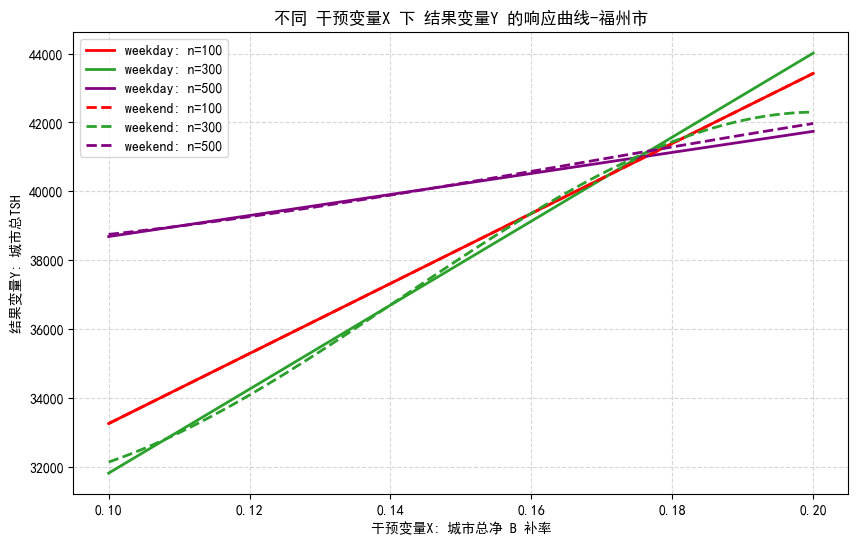 不同 干预变量X 下 结果变量Y 的响应曲线-福州市
weekday: n=100
weekday: n=300
weekday: n=500
weekend: n=100
weekend: n=300
weekend: n=500
结果变量Y: 城市总TSH
44000
42000
40000
38000
36000
34000
32000
0.10 0.12 0.14 0.16 0.18 0.20
干预变量X: 城市总净 B 补率